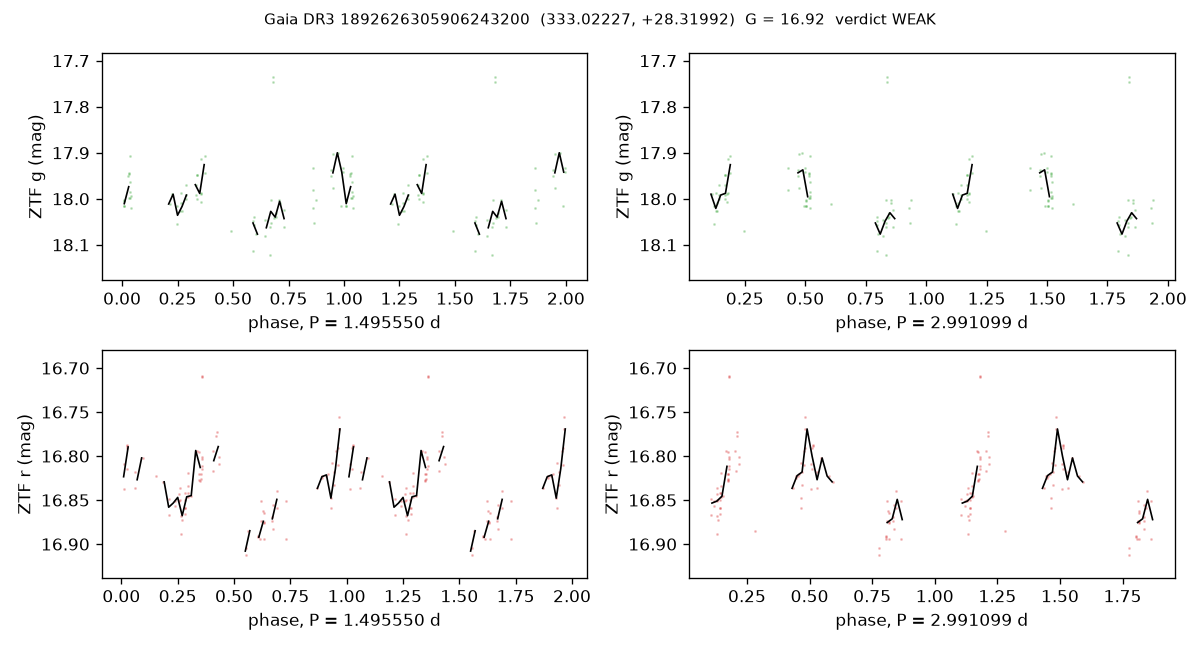 Gaia DR3 1892626305906243200 (333.02227, +28.31992) G = 16.92 verdict WEAK
17.7
17.8
17.9
18.0
18.1
ZTF g (mag)
0.00 0.25 0.50 0.75 1.00 1.25 1.50 1.75 2.00
phase, P = 1.495550 d
17.7
17.8
17.9
18.0
18.1
ZTF g (mag)
0.25 0.50 0.75 1.00 1.25 1.50 1.75 2.00
phase, P = 2.991099 d
16.70
16.75
16.80
16.85
16.90
ZTF r (mag)
0.00 0.25 0.50 0.75 1.00 1.25 1.50 1.75 2.00
phase, P = 1.495550 d
16.70
16.75
16.80
16.85
16.90
ZTF r (mag)
0.25 0.50 0.75 1.00 1.25 1.50 1.75
phase, P = 2.991099 d